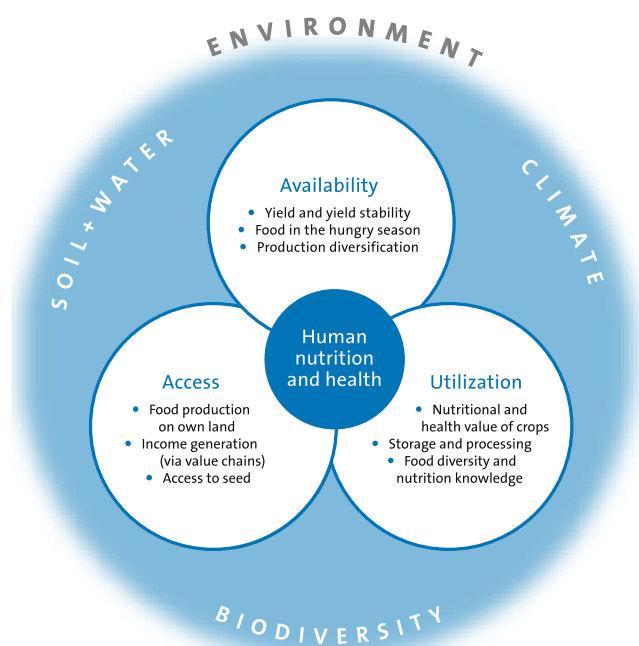 ENVIRONMENT
SOIL+WATER
CLIMATE
Availability
• Yield and yield stability
• Food in the hungry season
• Production diversification
Human
nutrition
and health
Access
• Food production
on own land
• Income generation
(via value chains)
• Access to seed
Utilization
• Nutritional and
health value of crops
• Storage and processing
• Food diversity and
nutrition knowledge
BIODIVERSITY